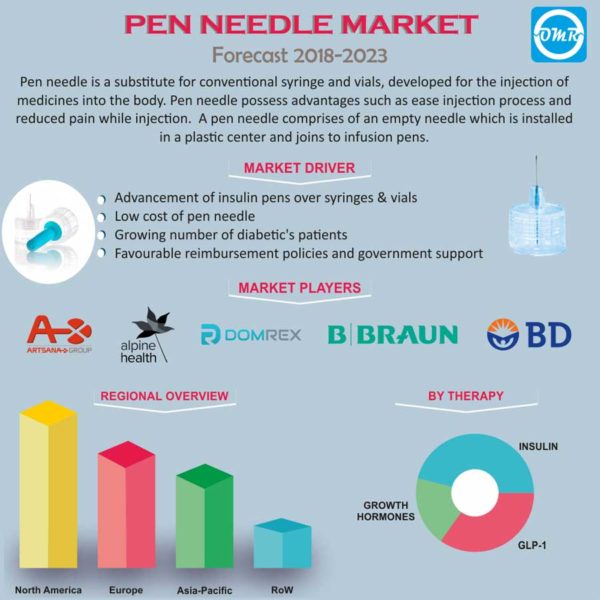 PEN NEEDLE MARKET
OMR
Forecast 2018-2023
Pen needle is a substitute for conventional syringe and vials, developed for the injection of
medicines into the body. Pen needle possess advantages such as ease injection process and
reduced pain while injection. A pen needle comprises of an empty needle which is installed
in a plastic center and joins to infusion pens.
MARKET DRIVER
Advancement of insulin pens over syringes & vials
Low cost of pen needle
Growing number of diabetic's patients
Favourable reimbursement policies and government support
MARKET PLAYERS
ARTSANA GROUP
alpine
health
DOMREX
B BRAUN
BD
REGIONAL OVERVIEW
BY THERAPY
INSULIN
GROWTH
HORMONES
GLP-1
North America
Europe
Asia-Pacific
RoW